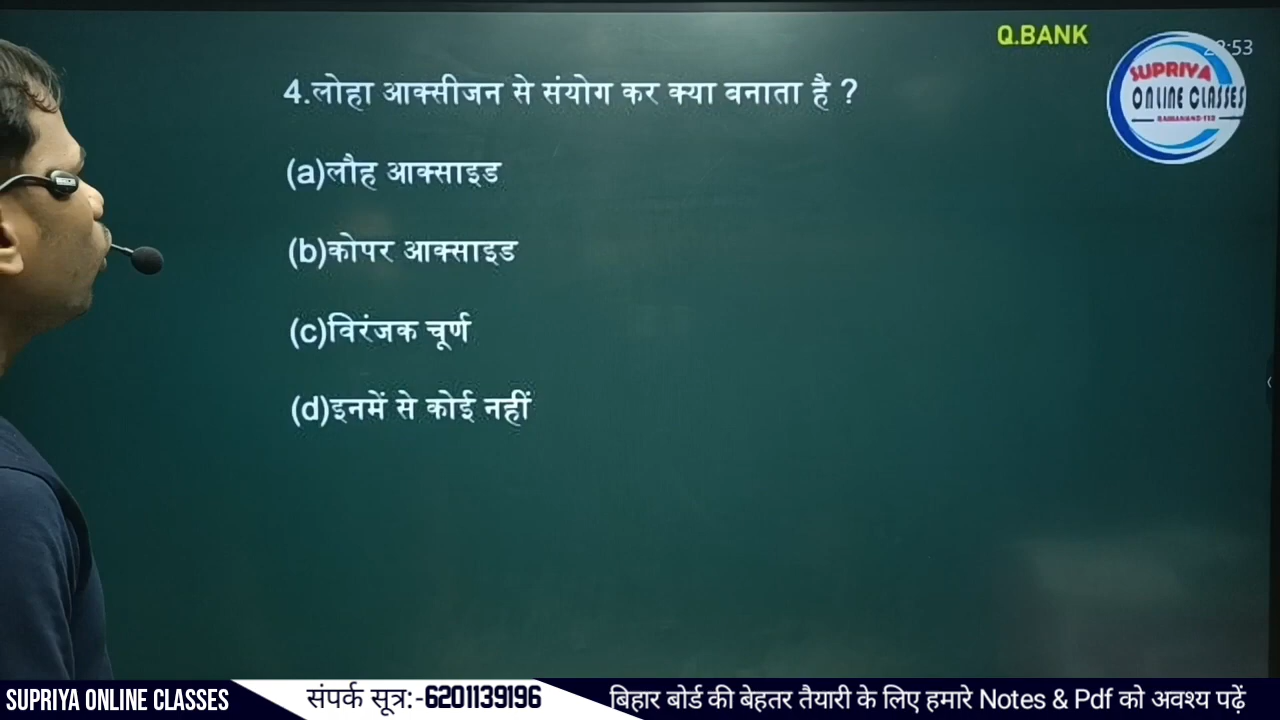 Q.BANK
:53
SUPRIYA
ONLINE CLASSES
4.लोहा आक्सीजन से संयोग कर क्या बनाता है ?
(a)लौह आक्साइड
(b)कोपर आक्साइड
(c)विरंजक चूर्ण
(d)इनमें से कोई नहीं
SUPRIYA ONLINE CLASSES
संपर्क सूत्र:-6201139196
बिहार बोर्ड की बेहतर तैयारी के लिए हमारे Notes & Pdf को अवश्य पढ़ें